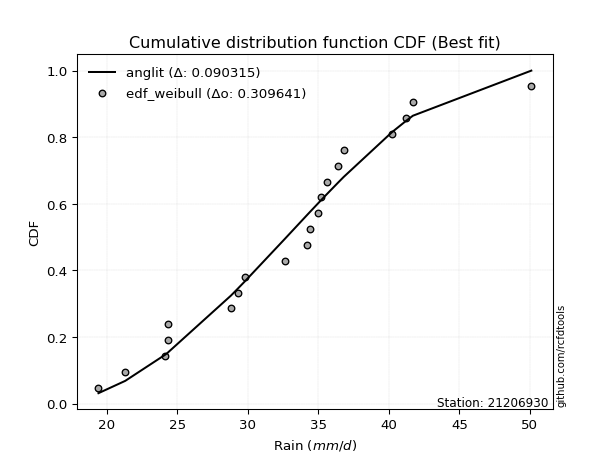 Cumulative distribution function CDF (Best fit)
anglit (Δ: 0.090315)
edf_weibull (Δo: 0.309641)
CDF
1.0
0.8
0.6
0.4
0.2
0.0
20 25 30 35 40 45 50
Rain (mm/d)
Station: 21206930
github.com/rcfdtools